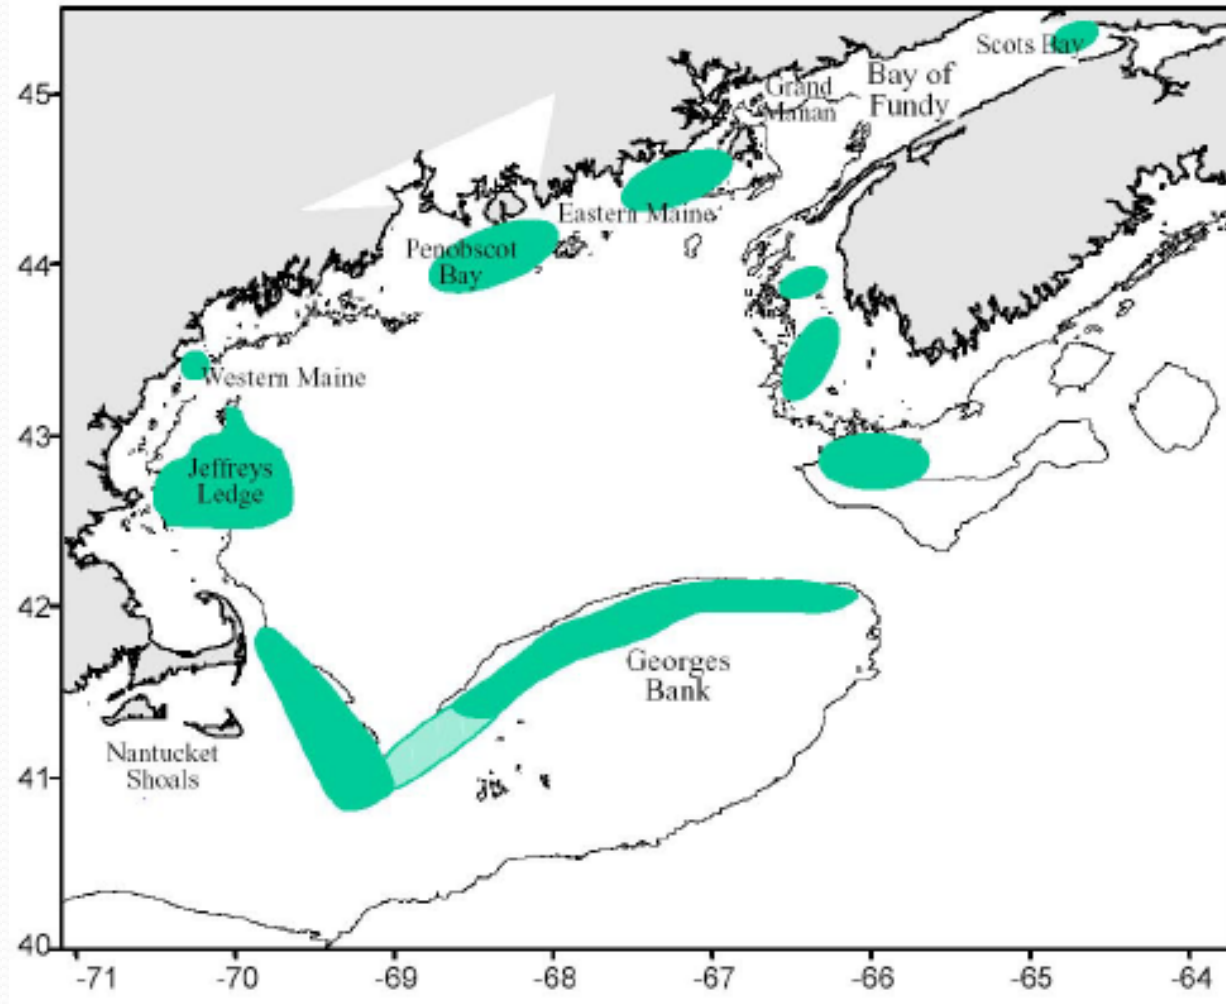 Scots Bay
45
Grand
Manan
Bay of
Fundy
Eastern Maine
44
Penobscot
Bay
Western Maine
43
Jeffreys
Ledge
42
Georges
Bank
Nantucket
Shoals
41
40
-71 -70 -69 -68 -67 -66 -65 -64